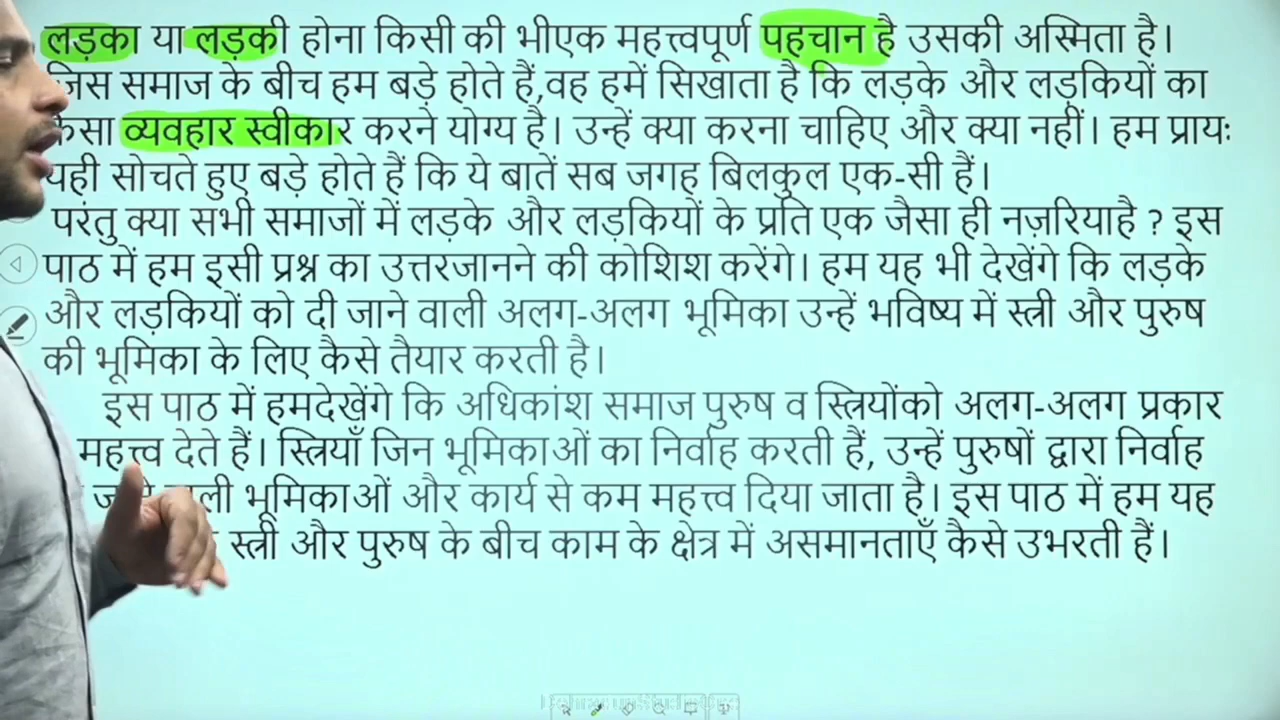 लड़का या लड़की होना किसी की भीएक महत्त्वपूर्ण पहचान है उसकी अस्मिता है।
जिस समाज के बीच हम बड़े होते हैं,वह हमें सिखाता है कि लड़के और लड़कियों का
कैसा व्यवहार स्वीकार करने योग्य है। उन्हें क्या करना चाहिए और क्या नहीं। हम प्रायः
यही सोचते हुए बड़े होते हैं कि ये बातें सब जगह बिलकुल एक-सी हैं।
परंतु क्या सभी समाजों में लड़के और लड़कियों के प्रति एक जैसा ही नज़रियाहै ? इस
पाठ में हम इसी प्रश्न का उत्तरजानने की कोशिश करेंगे। हम यह भी देखेंगे कि लड़के
और लड़कियों को दी जाने वाली अलग-अलग भूमिका उन्हें भविष्य में स्त्री और पुरुष
की भूमिका के लिए कैसे तैयार करती है।
इस पाठ में हमदेखेंगे कि अधिकांश समाज पुरुष व स्त्रियोंको अलग-अलग प्रकार
महत्त्व देते हैं। स्त्रियाँ जिन भूमिकाओं का निर्वाह करती हैं, उन्हें पुरुषों द्वारा निर्वाह
भूमिकाओं और कार्य से कम महत्त्व दिया जाता है। इस पाठ में हम यह
स्त्री और पुरुष के बीच काम के क्षेत्र में असमानताएँ कैसे उभरती हैं।